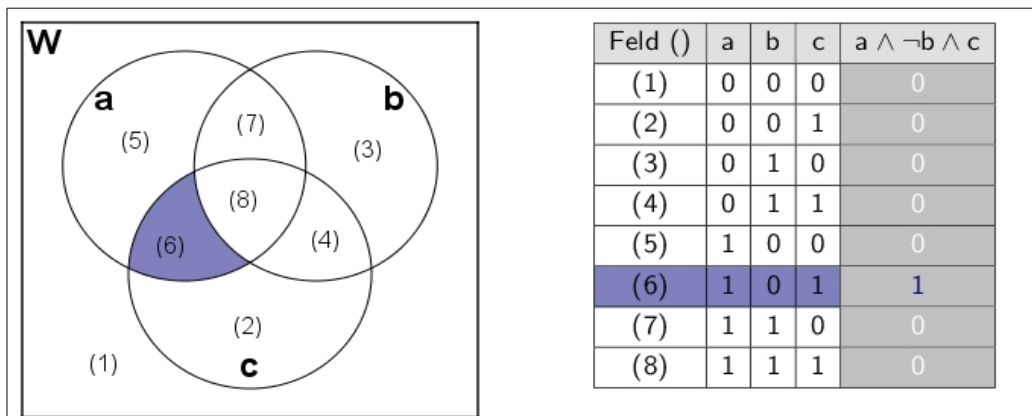 W
a
b
(7)
(5)
(3)
(8)
(6)
(4)
(2)
(1)
c
Feld () a b c a ∧ ¬b ∧ c
(1) 0 0 0 0
(2) 0 0 1 0
(3) 0 1 0 0
(4) 0 1 1 0
(5) 1 0 0 0
(6) 1 0 1 1
(7) 1 1 0 0
(8) 1 1 1 0